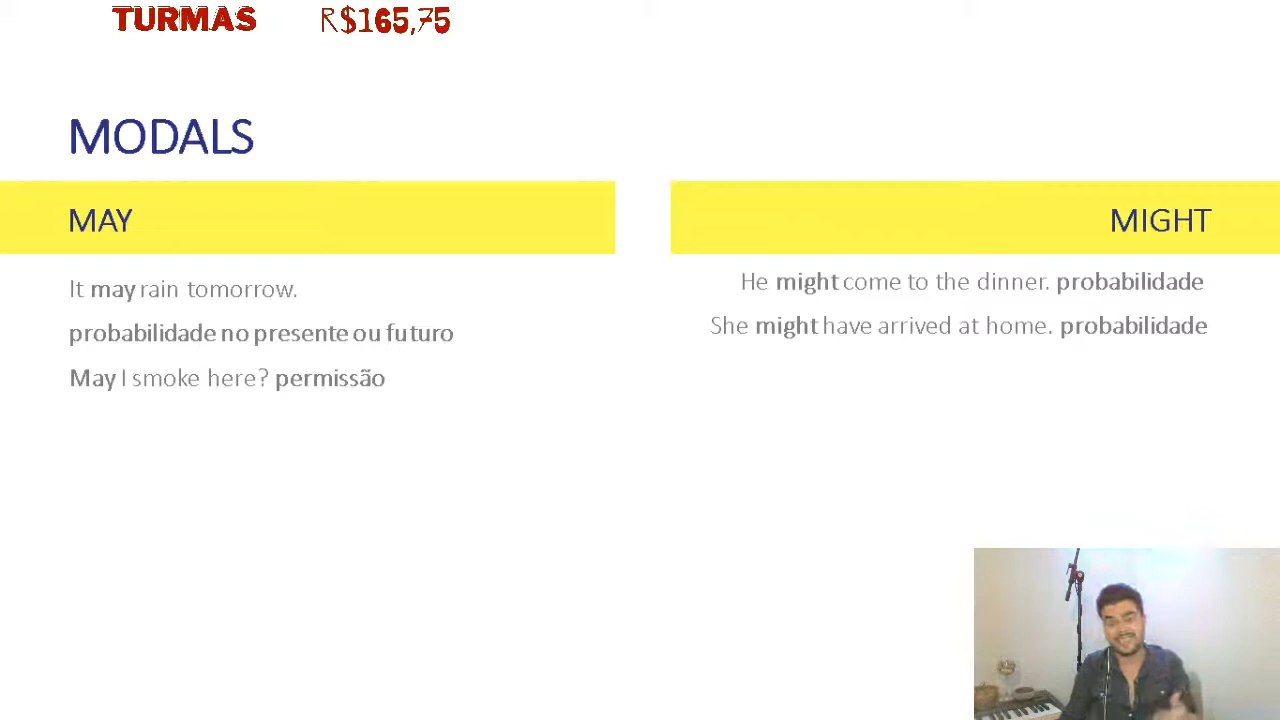 TURMAS R$165,75
MODALS
MAY
It may rain tomorrow.
probabilidade no presente ou futuro
May I smoke here? permissão
MIGHT
He might come to the dinner. probabilidade
She might have arrived at home. probabilidade